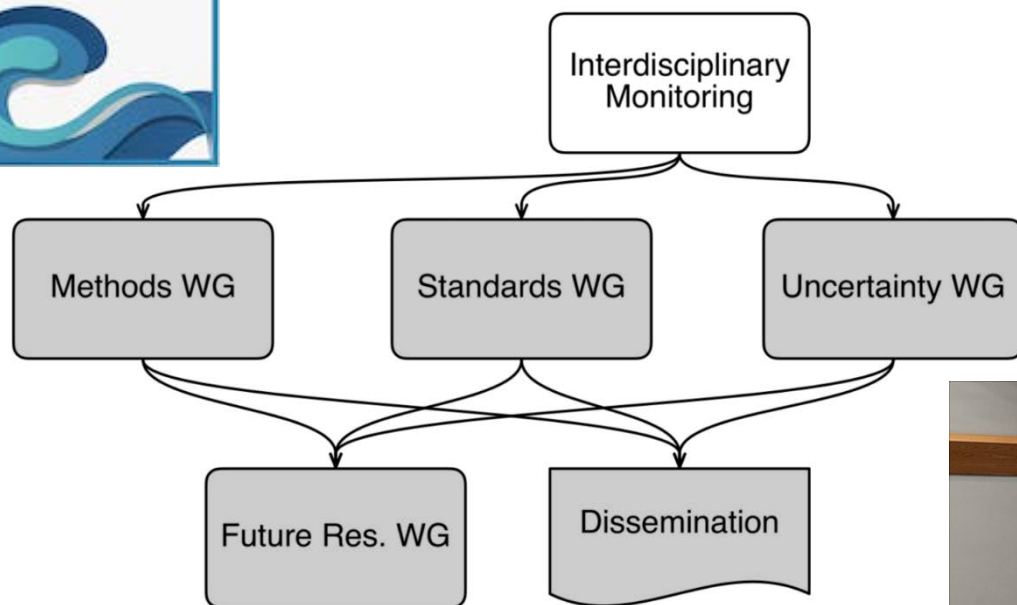 Interdisciplinary
Monitoring
Methods WG
Standards WG
Uncertainty WG
Future Res. WG
Dissemination